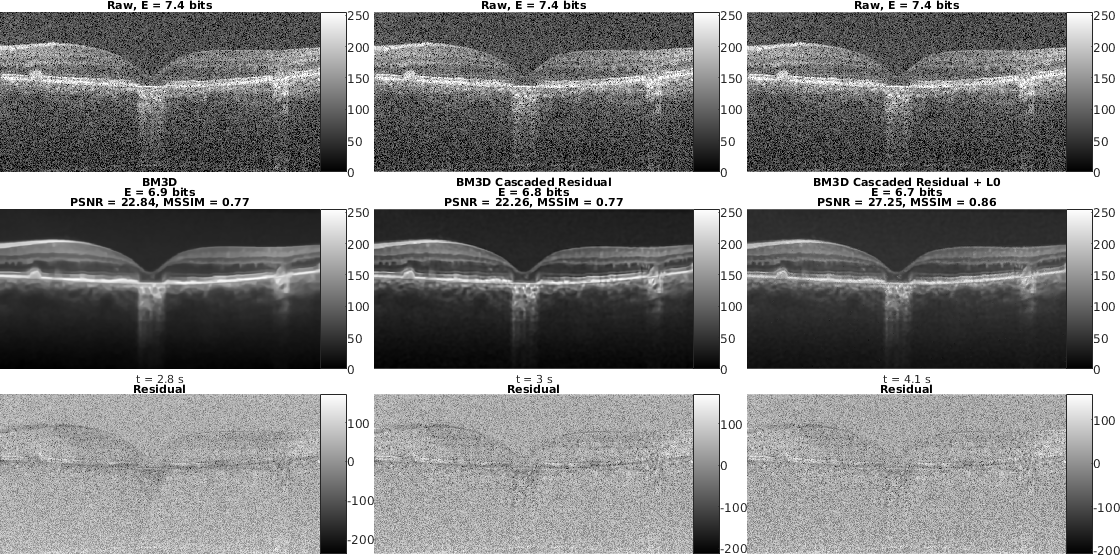 Raw, E = 7.4 bits
Raw, E = 7.4 bits
Raw, E = 7.4 bits
250
200
150
100
50
0
250
200
150
100
50
0
250
200
150
100
50
0
BM3D
E = 6.9 bits
PSNR = 22.84, MSSIM = 0.77
BM3D Cascaded Residual
E = 6.8 bits
PSNR = 22.26, MSSIM = 0.77
BM3D Cascaded Residual + L0
E = 6.7 bits
PSNR = 27.25, MSSIM = 0.86
250
200
150
100
50
0
250
200
150
100
50
0
250
200
150
100
50
0
t = 2.8 s
Residual
t = 3 s
Residual
t = 4.1 s
Residual
100
0
-100
-200
100
0
-100
-200
100
0
-100
-200